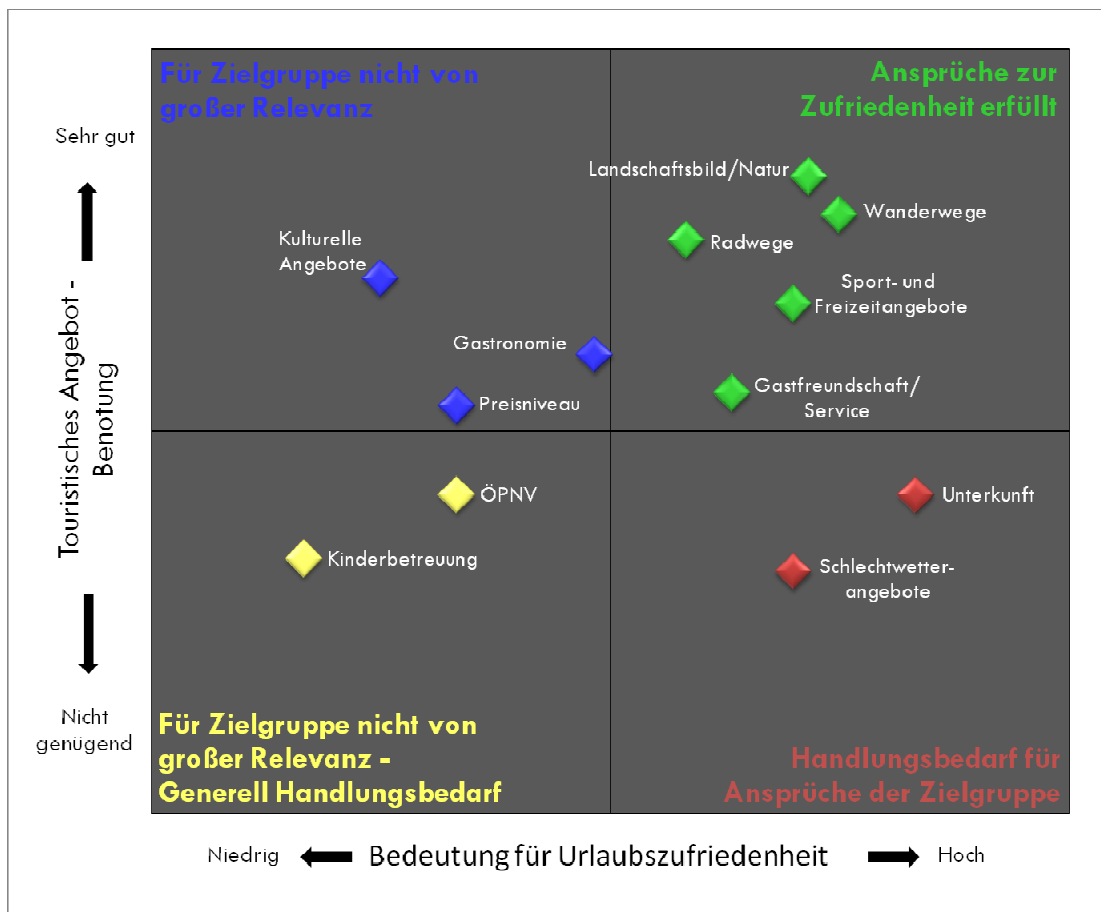 Für Zielgruppe nicht von
großer Relevanz
Ansprüche zur
Zufriedenheit erfüllt
Sehr gut
Landschaftsbild/Natur
Wanderwege
Radwege
Kulturelle
Angebote
Sport- und
Freizeitangebote
Gastronomie
Preisniveau
Gastfreundschaft/
Service
Touristisches Angebot -
Benotung
ÖPNV
Unterkunft
Kinderbetreuung
Schlechtwetter-
angebote
Nicht
genügend
Für Zielgruppe nicht von
großer Relevanz –
Generell Handlungsbedarf
Handlungsbedarf für
Ansprüche der Zielgruppe
Niedrig
Bedeutung für Urlaubszufriedenheit
Hoch